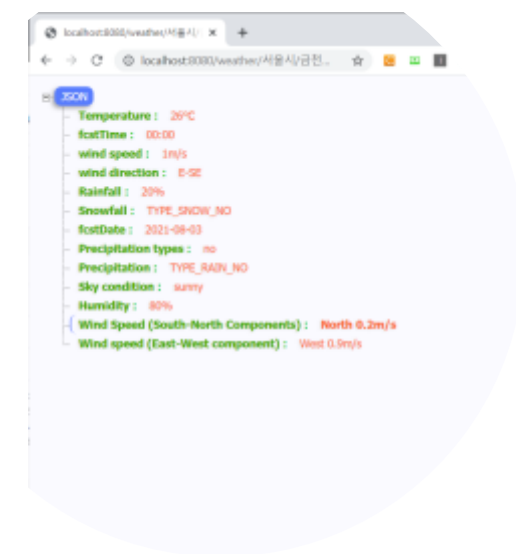 localhost:8080/weather/서울시/
localhost:8080/weather/서울시/금천...
JSON
Temperature : 26°C
fcstTime : 00:00
wind speed : 1m/s
wind direction : E-SE
Rainfall : 20%
Snowfall : TYPE_SNOW_NO
fcstDate : 2021-08-03
Precipitation types : no
Precipitation : TYPE_RAIN_NO
Sky condition : sunny
Humidity : 80%
Wind Speed (South-North Components) : North 0.2m/s
Wind speed (East-West component) : West 0.9m/s